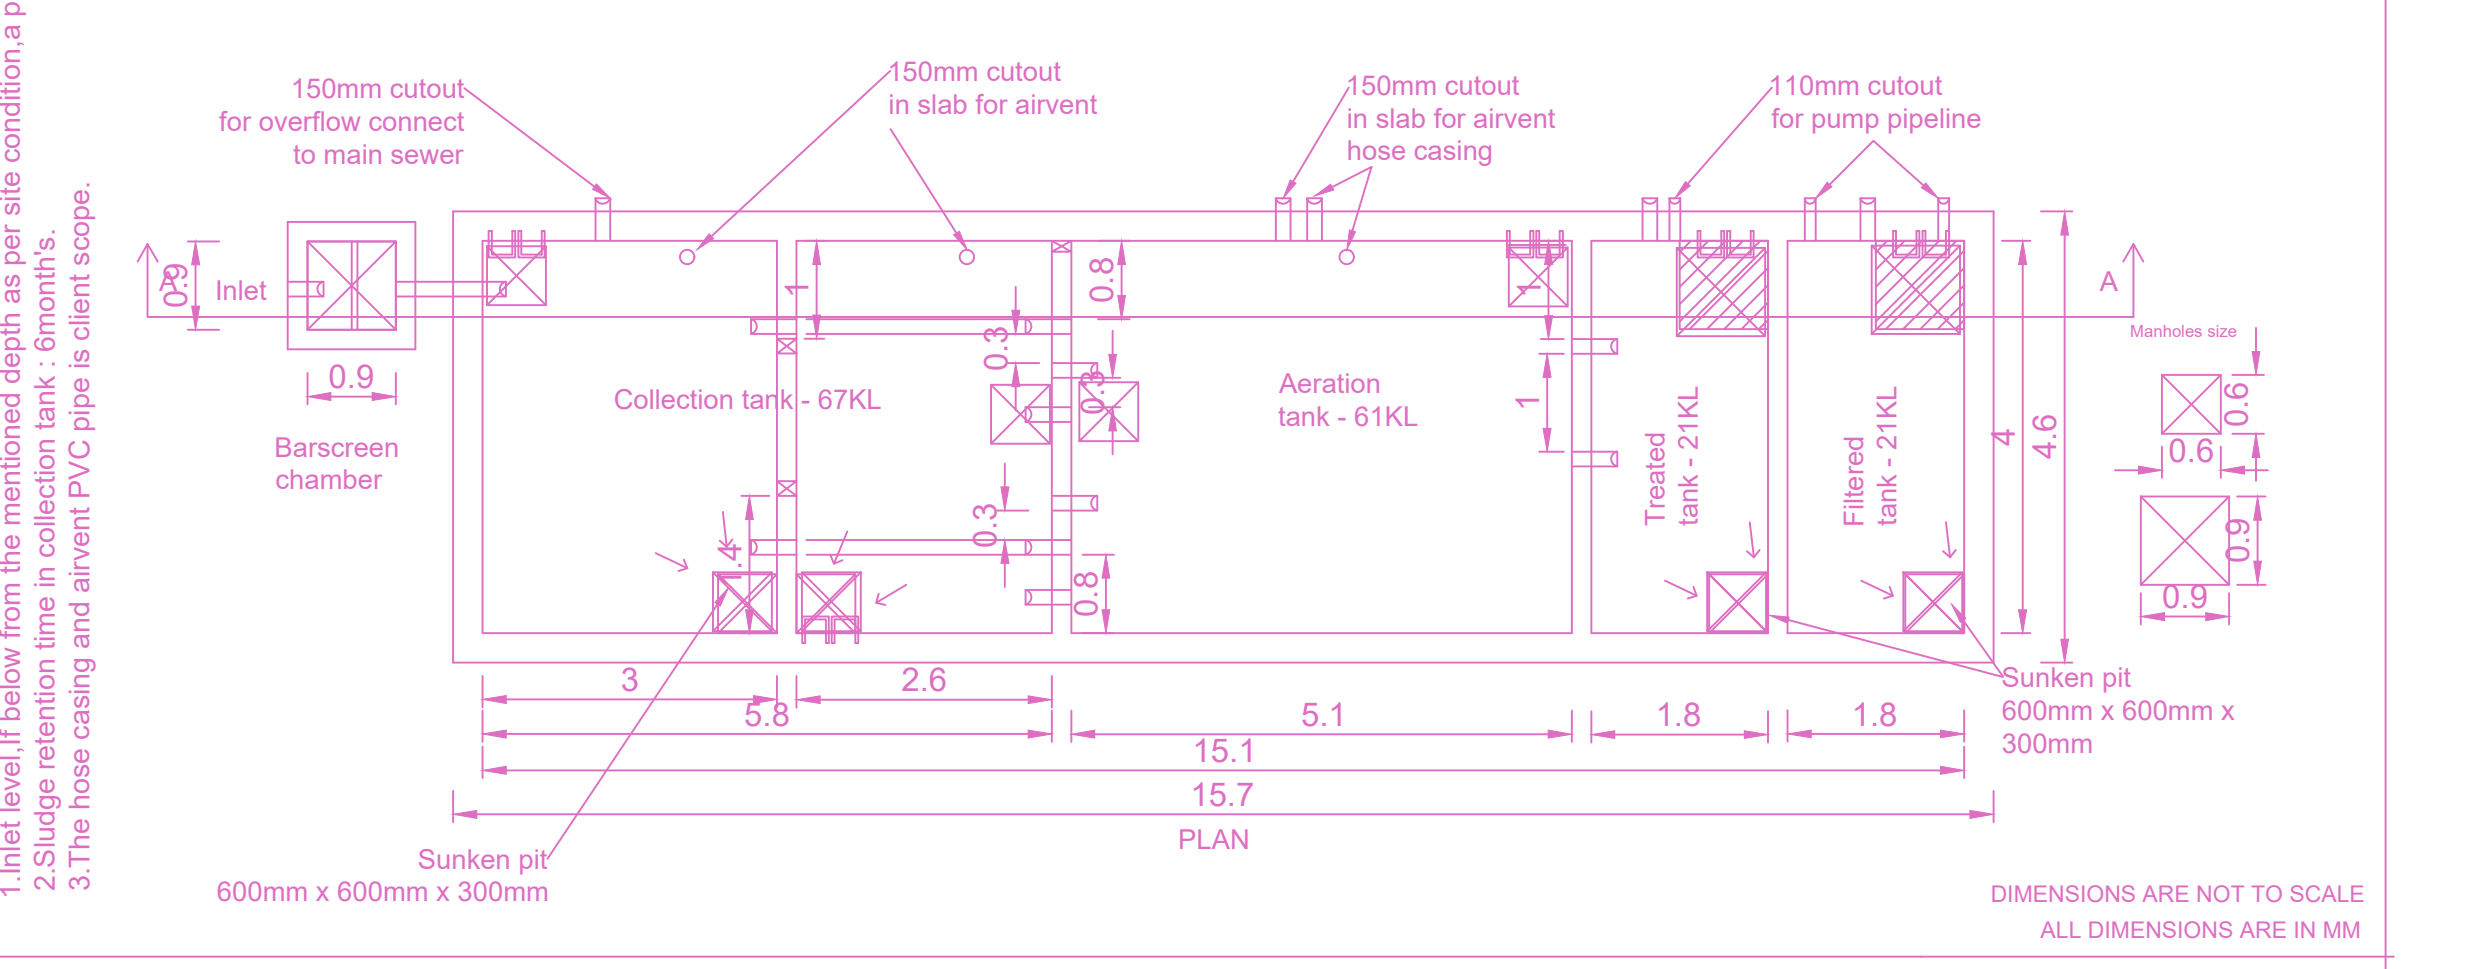 1.Inlet level,If below from the mentioned depth as per site condition,a p
2.Sludge retention time in collection tank : 6month's.
3.The hose casing and airvent PVC pipe is client scope.
150mm cutout
for overflow connect
to main sewer
150mm cutout
in slab for airvent
150mm cutout
in slab for airvent
hose casing
110mm cutout
for pump pipeline
A
0.9
Inlet
0.9
Barscreen
chamber
1
0.8
0.3
0.3
Collection tank - 67KL
0.3
0.8
Aeration
tank - 61KL
1
1
Treated
tank - 21KL
Filtered
tank - 21KL
4
4.6
A
Manholes size
0.6
0.6
0.9
0.9
3
2.6
5.8
5.1
1.8
1.8
15.1
15.7
PLAN
Sunken pit
600mm x 600mm x
300mm
Sunken pit
600mm x 600mm x 300mm
DIMENSIONS ARE NOT TO SCALE
ALL DIMENSIONS ARE IN MM